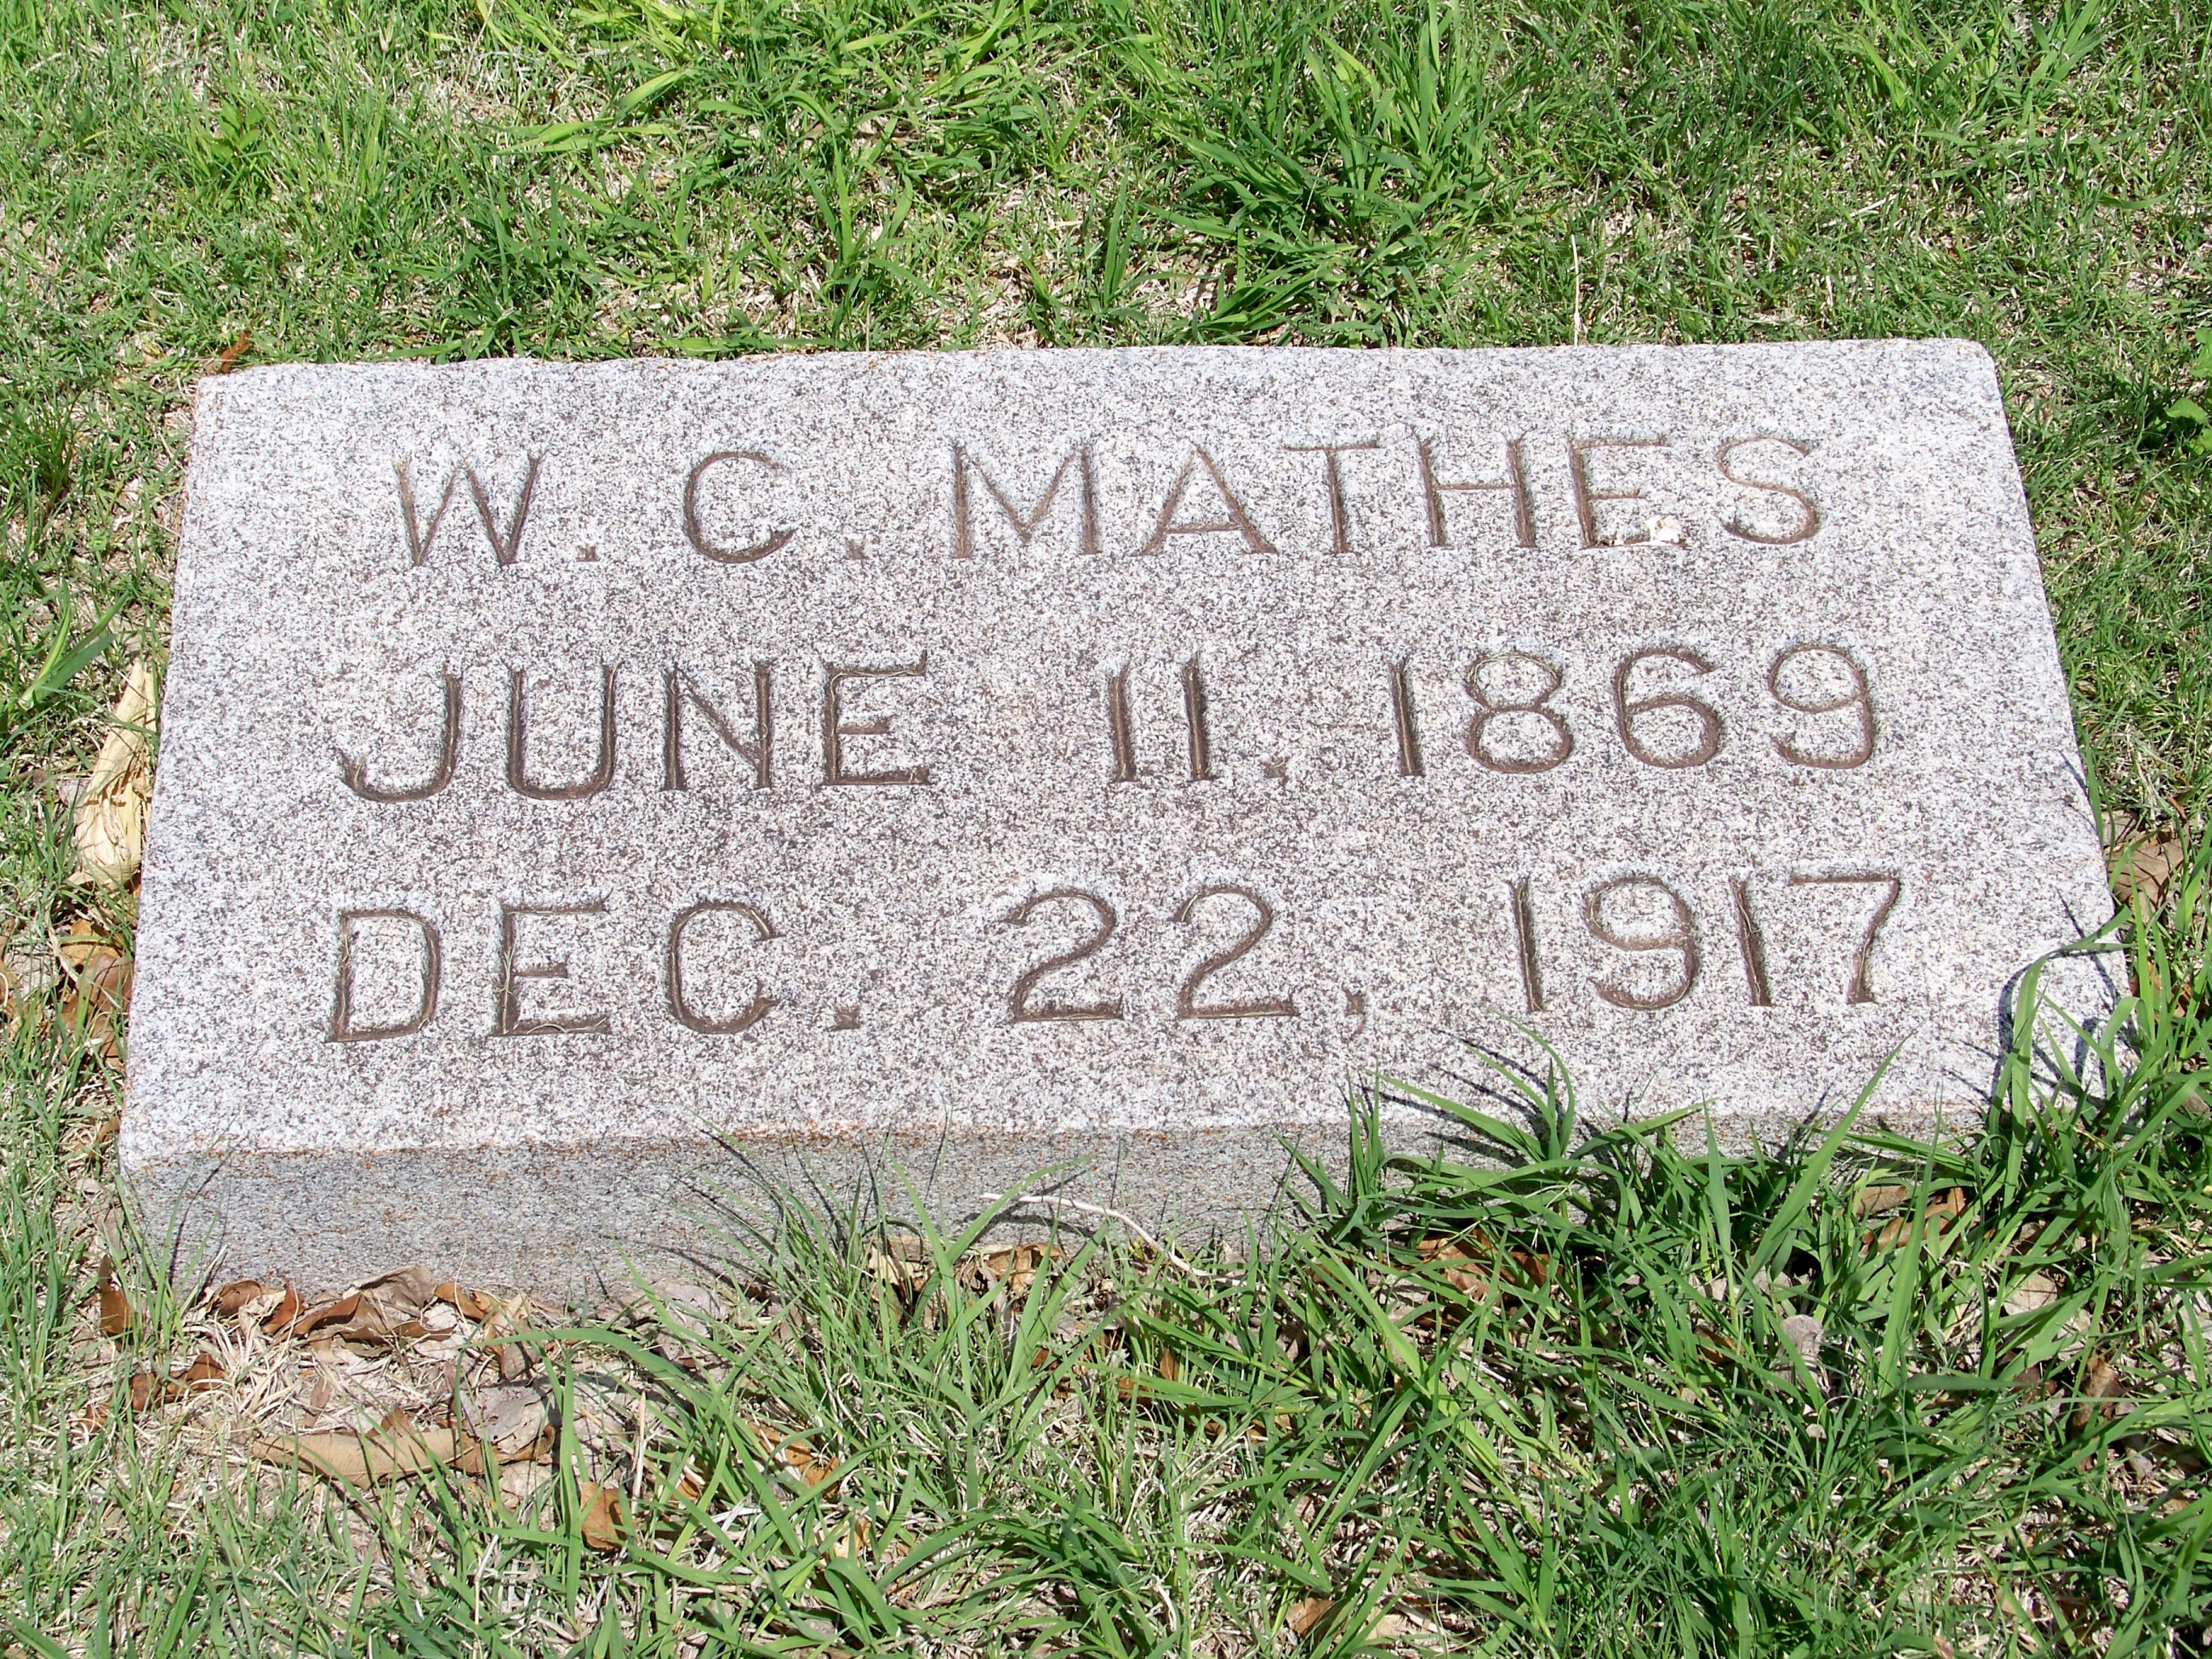 W. C. MATHES
JUNE 11. 1869
DEC. 22, 1917